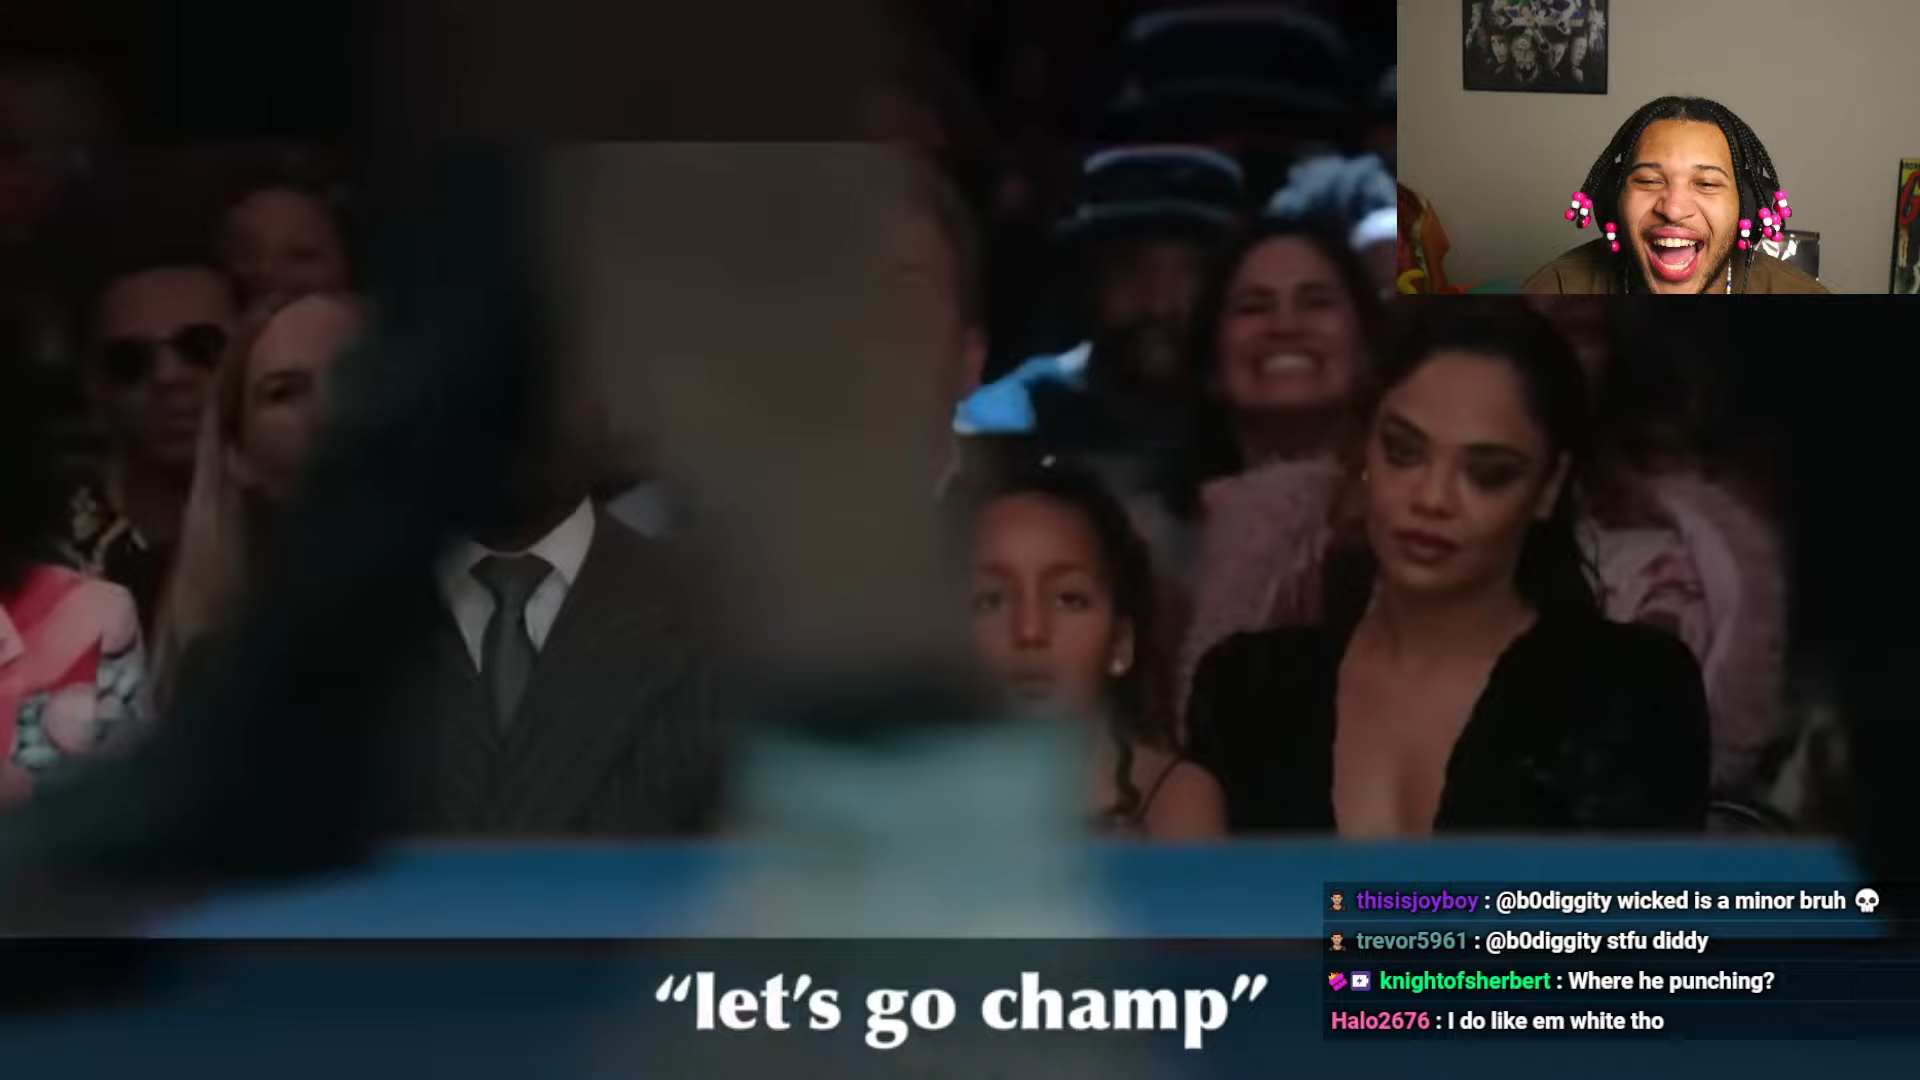 thisisjoyboy : @b0diggity wicked is a minor bruh 💀
trevor5961 : @b0diggity stfu diddy
knightofsherbert : Where he punching?
Halo2676 : I do like em white tho
“let’s go champ”